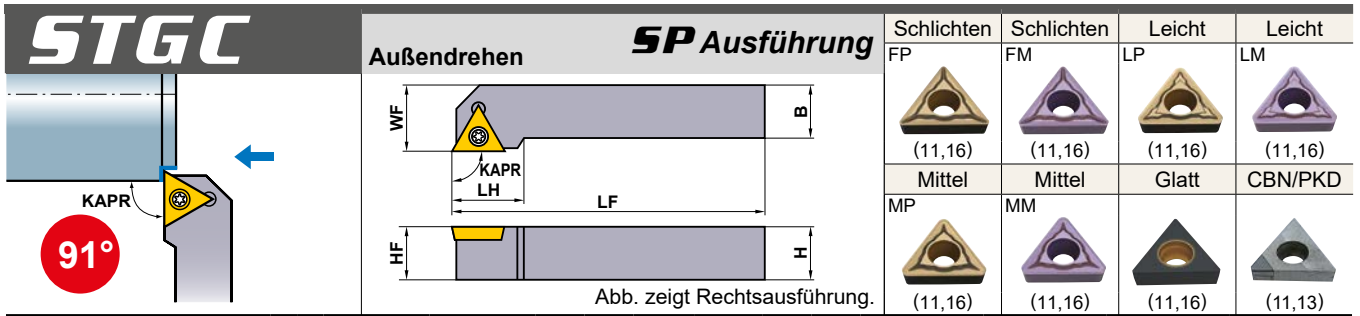 STGC
KAPR
91°
Außendrehen
SP Ausführung
WF
B
KAPR
LH
LF
HF
H
Abb. zeigt Rechtsausführung.
Schlichten Schlichten Leicht Leicht
FP FM LP LM
(11,16) (11,16) (11,16) (11,16)
Mittel Mittel Glatt CBN/PKD
MP MM
(11,16) (11,16) (11,16) (11,13)